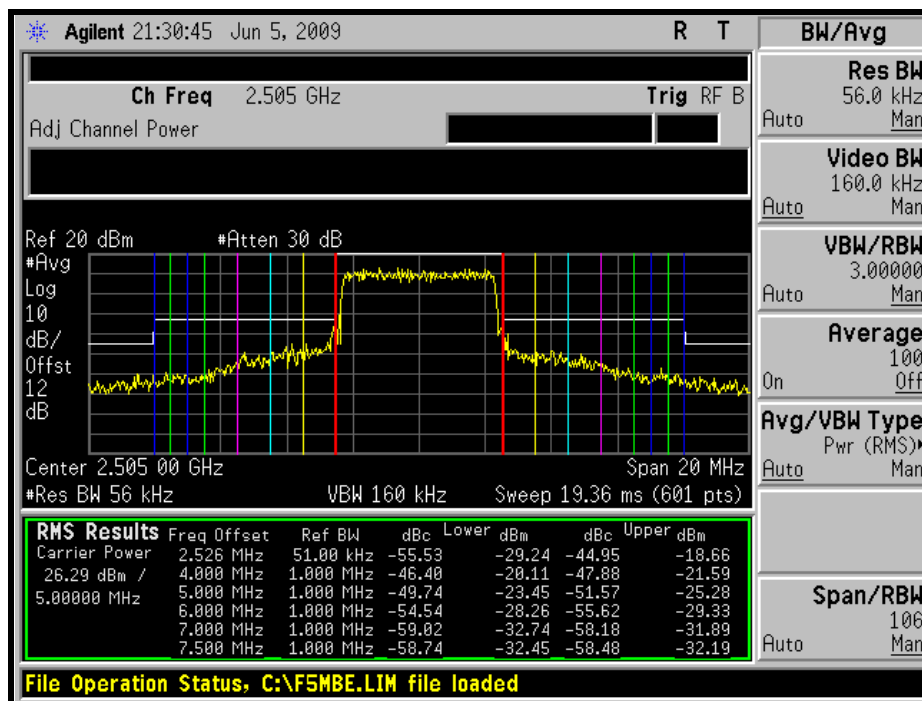 Agilent 21:30:45 Jun 5, 2009 R T
Ch Freq 2.505 GHz Trig RF B
Adj Channel Power
Ref 20 dBm #Atten 30 dB
#Avg
Log
10
dB/
Offst
12
dB
Center 2.505 00 GHz Span 20 MHz
#Res BW 56 kHz VBW 160 kHz Sweep 19.36 ms (601 pts)
RMS Results Freq Offset Ref BW dBc Lower dBm dBc Upper dBm
Carrier Power 2.526 MHz 51.00 kHz -55.53 -29.24 -44.95 -18.66
26.29 dBm / 4.000 MHz 1.000 MHz -46.40 -20.11 -47.88 -21.59
5.00000 MHz 5.000 MHz 1.000 MHz -49.74 -23.45 -51.57 -25.28
6.000 MHz 1.000 MHz -54.54 -28.26 -55.62 -29.33
7.000 MHz 1.000 MHz -59.02 -32.74 -58.18 -31.89
7.500 MHz 1.000 MHz -58.74 -32.45 -58.48 -32.19
File Operation Status, C:\F5MBE.LIM file loaded
BW/Avg
Res BW
56.0 kHz
Auto Man
Video BW
160.0 kHz
Auto Man
VBW/RBW
3.00000
Auto Man
Average
100
On Off
Avg/VBW Type
Pwr (RMS)
Auto Man
Span/RBW
106
Auto Man